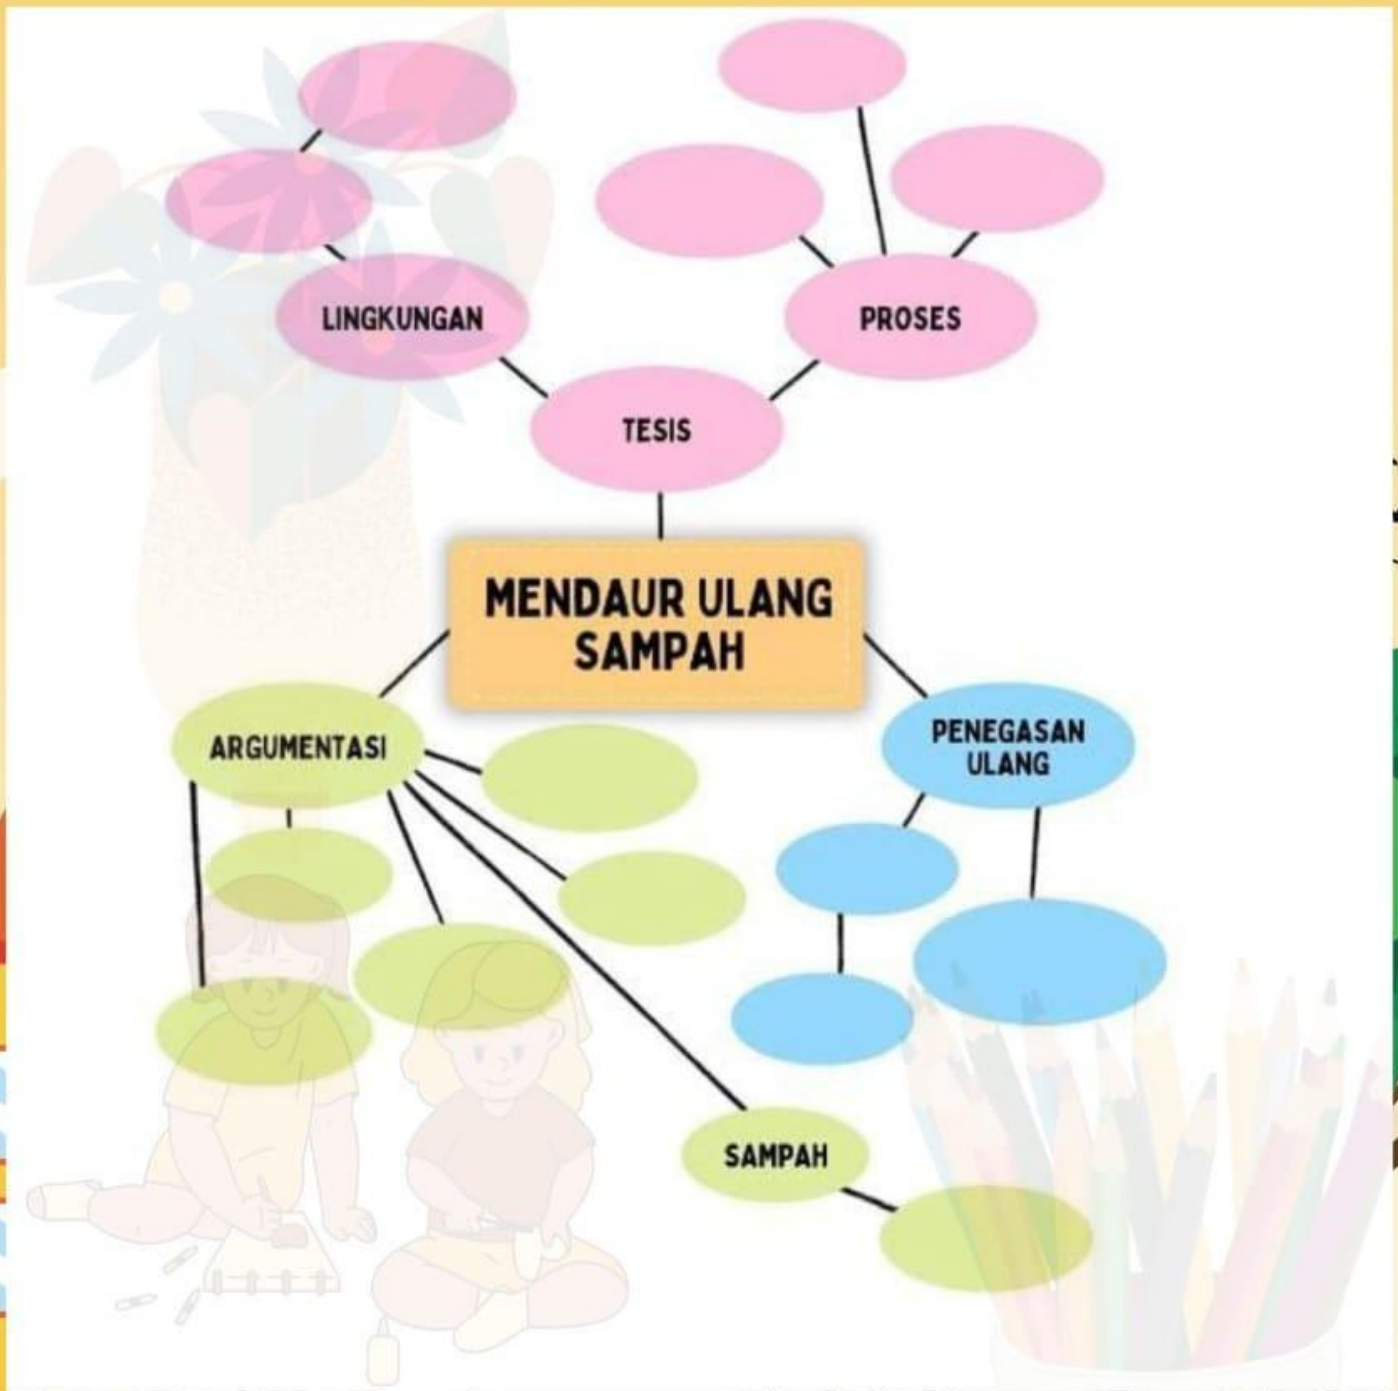 LINGKUNGAN
PROSES
TESIS
MENDAUR ULANG
SAMPAH
ARGUMENTASI
PENEGASAN
ULANG
SAMPAH